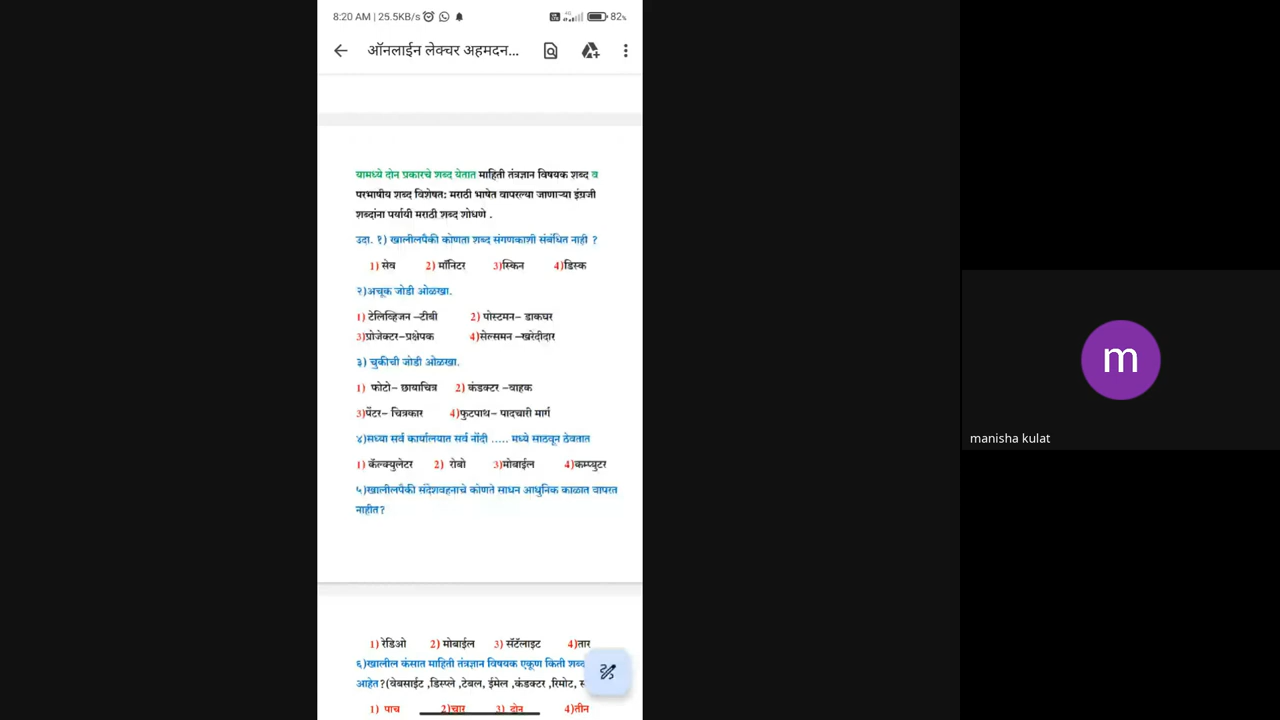 8:20 AM | 25.5KB/s 82%
ऑनलाईन लेक्चर अहमदन...
यामध्ये दोन प्रकारचे शब्द येतात माहिती तंत्रज्ञान विषयक शब्द व
परभाषीय शब्द विशेषत: मराठी भाषेत वापरल्या जाणाऱ्या इंग्रजी
शब्दांना पर्यायी मराठी शब्द शोधणे .
उदा. १) खालीलपैकी कोणता शब्द संगणकाशी संबंधित नाही ?
1) सेव 2) मॉनिटर 3)स्किन 4)डिस्क
२)अचूक जोडी ओळखा.
1) टेलिव्हिजन –टीबी 2) पोस्टमन– डाकघर
3)प्रोजेक्टर–प्रक्षेपक 4)सेल्समन –खरेदीदार
३) चुकीची जोडी ओळखा.
1) फोटो– छायाचित्र 2) कंडक्टर –वाहक
3)पेंटर– चित्रकार 4)फुटपाथ– पादचारी मार्ग
४)सध्या सर्व कार्यालयात सर्व नोंदी ..... मध्ये साठवून ठेवतात
1) कॅल्क्युलेटर 2) रोबो 3)मोबाईल 4)कम्प्युटर
५)खालीलपैकी संदेशवहनाचे कोणते साधन आधुनिक काळात वापरत
नाहीत?
1) रेडिओ 2) मोबाईल 3) सॅटॅलाइट 4)तार
६)खालील कंसात माहिती तंत्रज्ञान विषयक एकूण किती शब्द
आहेत?(वेबसाईट ,डिस्प्ले ,टेबल, ईमेल ,कंडक्टर ,रिमोट,
1) पाच 2)चार 3) दोन 4)तीन
m
manisha kulat